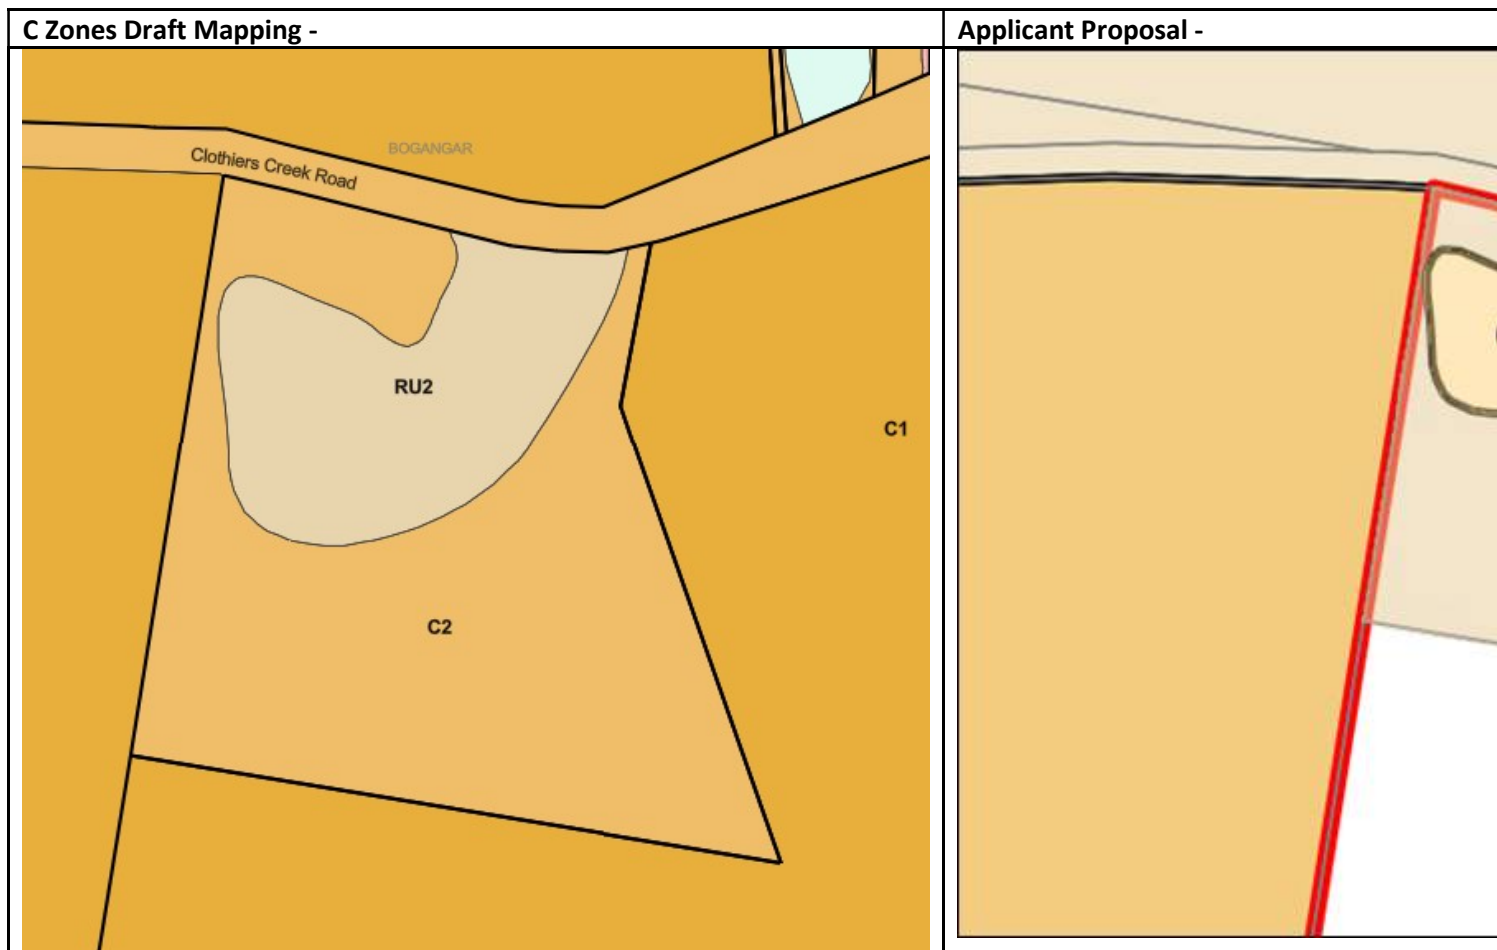 C Zones Draft Mapping -
Applicant Proposal -
BOGANGAR
Clothiers Creek Road
RU2
C1
C2